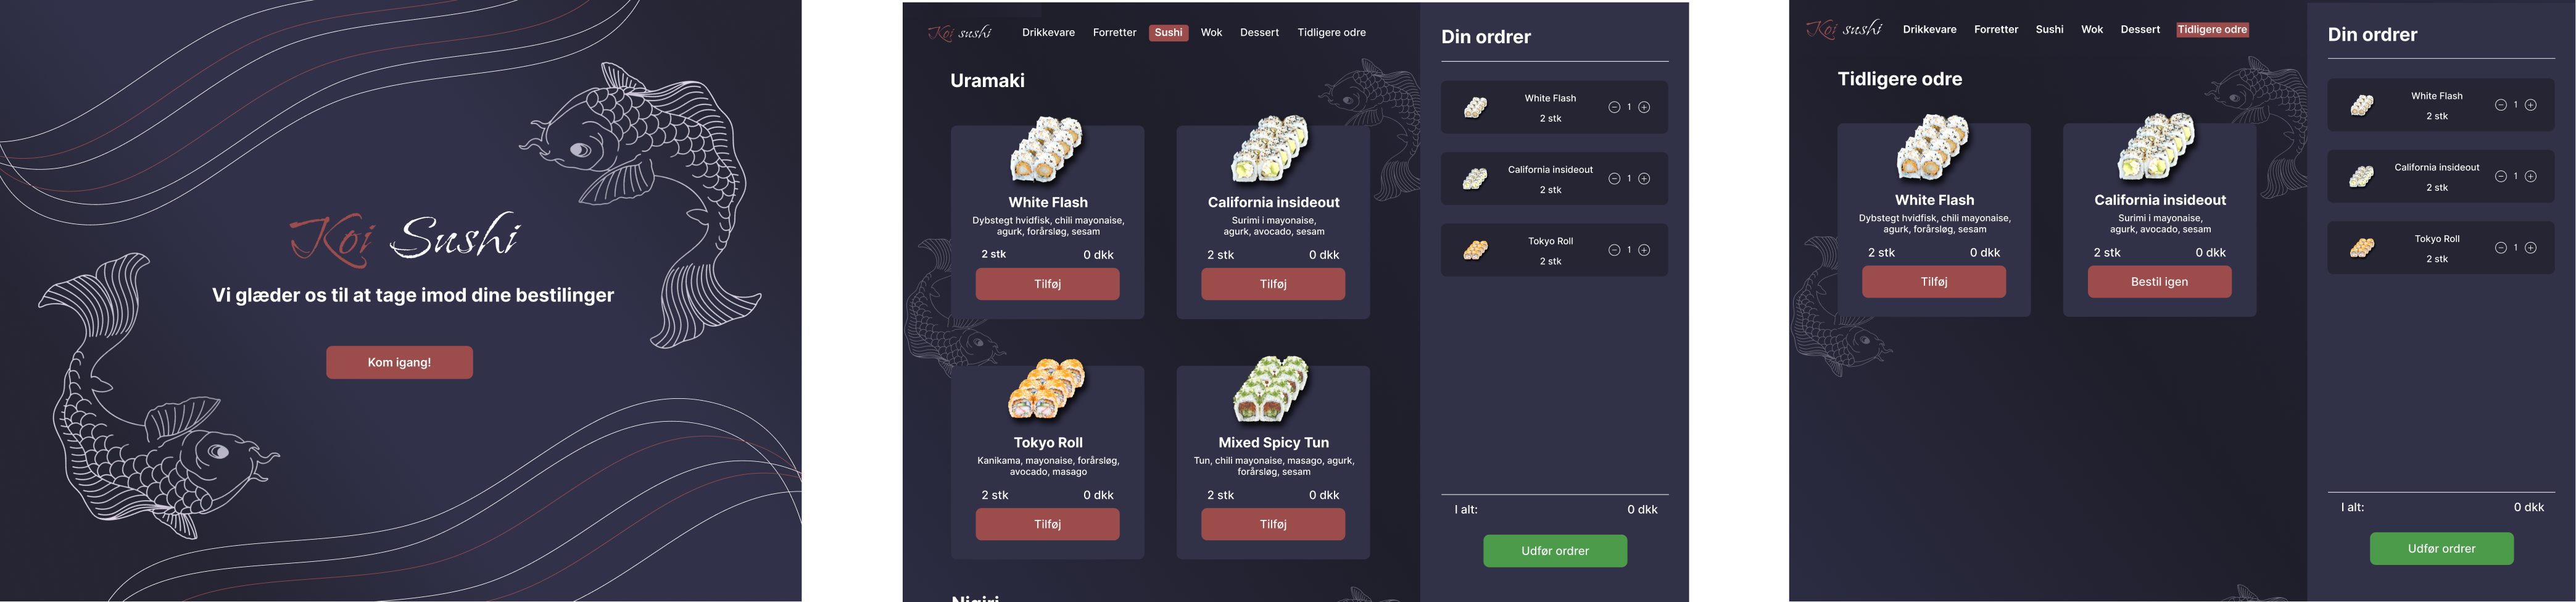 Koi Sushi
Vi glæder os til at tage imod dine bestilinger
Kom igang!
Koi sushi
Drikkevare
Forretter
Sushi
Wok
Dessert
Tidligere odre
Uramaki
White Flash
Dybstegt hvidfisk, chili mayonaise,
agurk, forårsløg, sesam
2 stk
0 dkk
Tilføj
California insideout
Surimi i mayonaise,
agurk, avocado, sesam
2 stk
0 dkk
Tilføj
Tokyo Roll
Kanikama, mayonaise, forårsløg,
avocado, masago
2 stk
0 dkk
Tilføj
Mixed Spicy Tun
Tun, chili mayonaise, masago, agurk,
forårsløg, sesam
2 stk
0 dkk
Tilføj
Nigiri
Din ordrer
White Flash
2 stk
1
California insideout
2 stk
1
Tokyo Roll
2 stk
1
I alt:
0 dkk
Udfør ordrer
Koi sushi
Drikkevare
Forretter
Sushi
Wok
Dessert
Tidligere odre
Tidligere odre
White Flash
Dybstegt hvidfisk, chili mayonaise,
agurk, forårsløg, sesam
2 stk
0 dkk
Tilføj
California insideout
Surimi i mayonaise,
agurk, avocado, sesam
2 stk
0 dkk
Bestil igen
Din ordrer
White Flash
2 stk
1
California insideout
2 stk
1
Tokyo Roll
2 stk
1
I alt:
0 dkk
Udfør ordrer